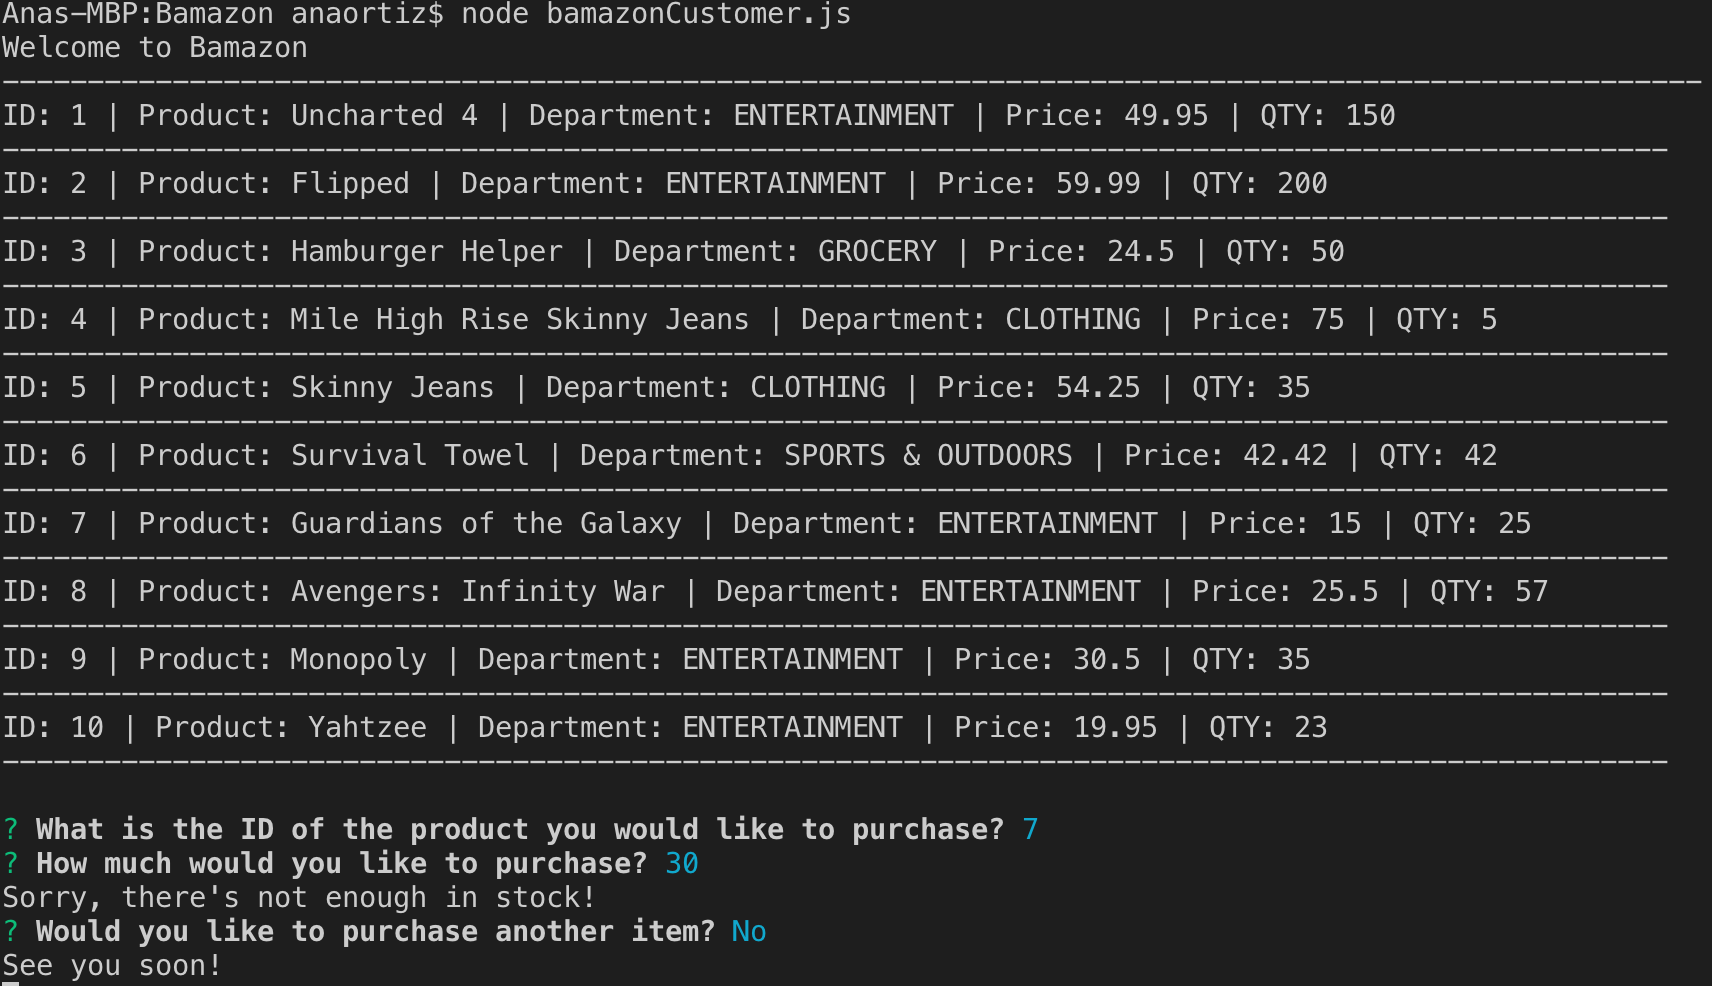 Anas-MBP:Bamazon anaortiz$ node bamazonCustomer.js
Welcome to Bamazon
----------------------------------------------------------------------------------------------------
ID: 1 | Product: Uncharted 4 | Department: ENTERTAINMENT | Price: 49.95 | QTY: 150
--------------------------------------------------------------------------------------------------
ID: 2 | Product: Flipped | Department: ENTERTAINMENT | Price: 59.99 | QTY: 200
--------------------------------------------------------------------------------------------------
ID: 3 | Product: Hamburger Helper | Department: GROCERY | Price: 24.5 | QTY: 50
--------------------------------------------------------------------------------------------------
ID: 4 | Product: Mile High Rise Skinny Jeans | Department: CLOTHING | Price: 75 | QTY: 5
--------------------------------------------------------------------------------------------------
ID: 5 | Product: Skinny Jeans | Department: CLOTHING | Price: 54.25 | QTY: 35
--------------------------------------------------------------------------------------------------
ID: 6 | Product: Survival Towel | Department: SPORTS & OUTDOORS | Price: 42.42 | QTY: 42
--------------------------------------------------------------------------------------------------
ID: 7 | Product: Guardians of the Galaxy | Department: ENTERTAINMENT | Price: 15 | QTY: 25
--------------------------------------------------------------------------------------------------
ID: 8 | Product: Avengers: Infinity War | Department: ENTERTAINMENT | Price: 25.5 | QTY: 57
--------------------------------------------------------------------------------------------------
ID: 9 | Product: Monopoly | Department: ENTERTAINMENT | Price: 30.5 | QTY: 35
--------------------------------------------------------------------------------------------------
ID: 10 | Product: Yahtzee | Department: ENTERTAINMENT | Price: 19.95 | QTY: 23
--------------------------------------------------------------------------------------------------
? What is the ID of the product you would like to purchase? 7
? How much would you like to purchase? 30
Sorry, there's not enough in stock!
? Would you like to purchase another item? No
See you soon!